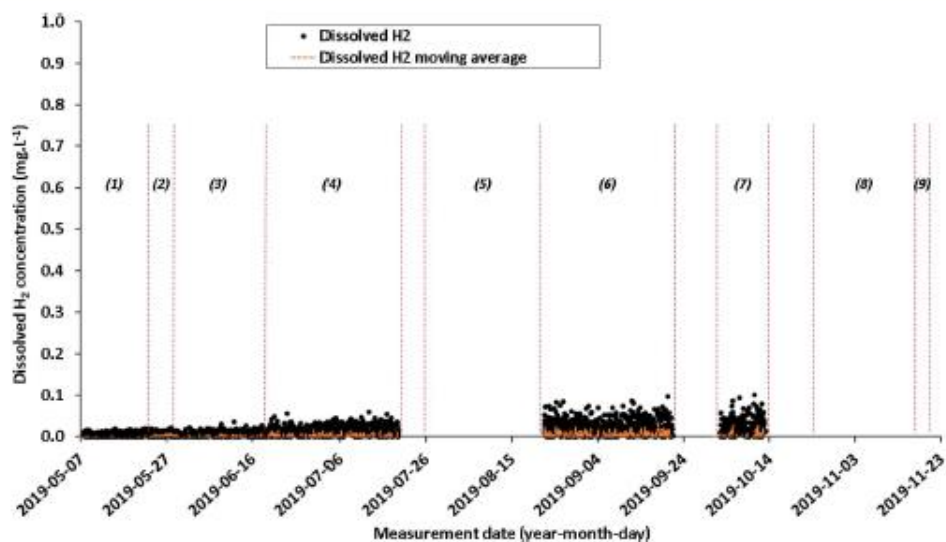 1.0
0.9
0.8
0.7
0.6
0.5
0.4
0.3
0.2
0.1
0.0
Dissolved H₂ concentration (mg.L⁻¹)
Dissolved H2
Dissolved H2 moving average
(1) (2) (3) (4) (5) (6) (7) (8) (9)
2019-05-07 2019-05-27 2019-06-16 2019-07-06 2019-07-26 2019-08-15 2019-09-04 2019-09-24 2019-10-14 2019-11-03 2019-11-23
Measurement date (year-month-day)